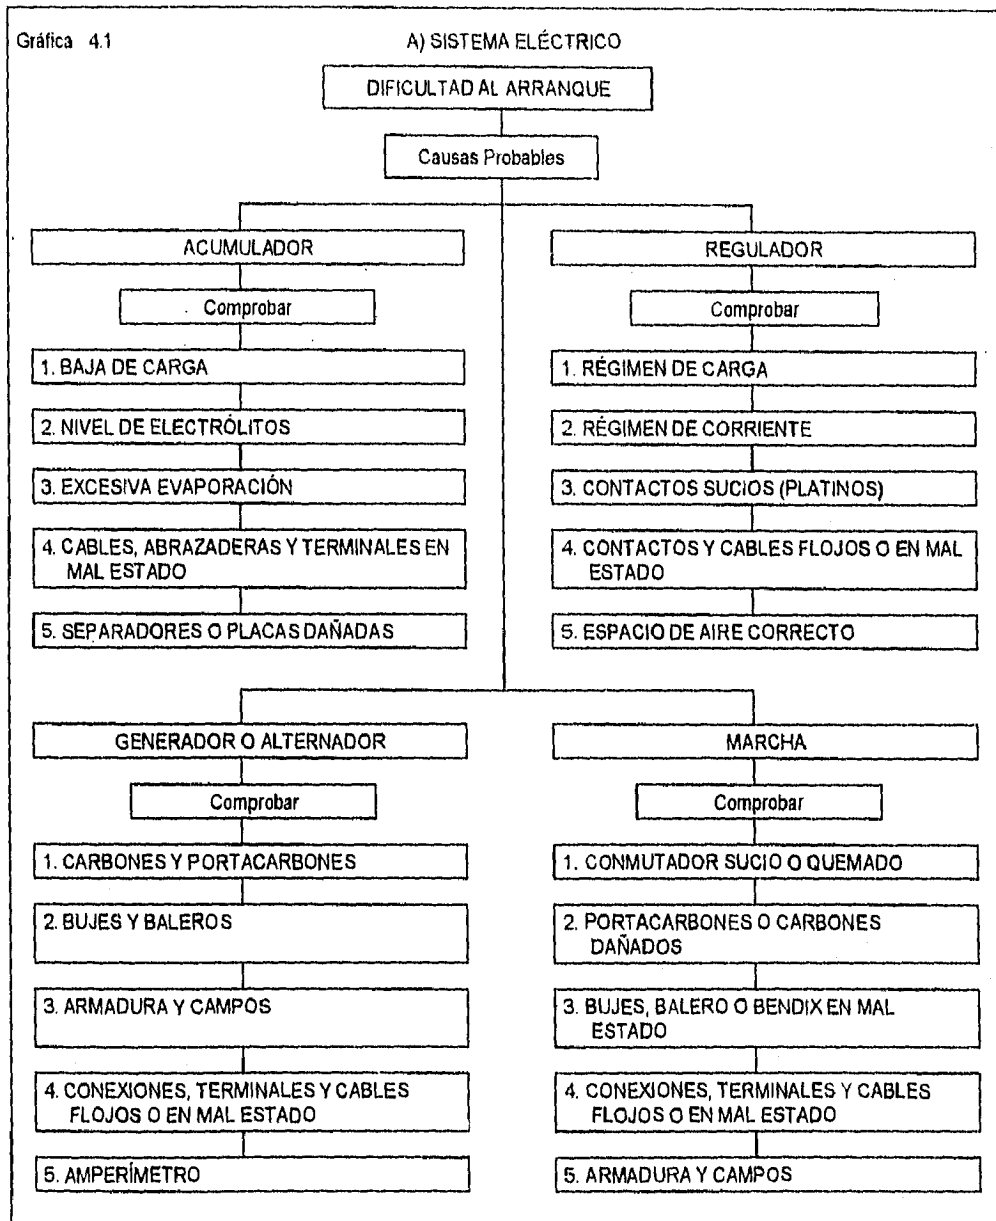 Gráfica 4.1
A) SISTEMA ELÉCTRICO
DIFICULTAD AL ARRANQUE
Causas Probables
ACUMULADOR
Comprobar
1. BAJA DE CARGA
2. NIVEL DE ELECTRÓLITOS
3. EXCESIVA EVAPORACIÓN
4. CABLES, ABRAZADERAS Y TERMINALES EN
MAL ESTADO
5. SEPARADORES O PLACAS DAÑADAS
REGULADOR
Comprobar
1. RÉGIMEN DE CARGA
2. RÉGIMEN DE CORRIENTE
3. CONTACTOS SUCIOS (PLATINOS)
4. CONTACTOS Y CABLES FLOJOS O EN MAL
ESTADO
5. ESPACIO DE AIRE CORRECTO
GENERADOR O ALTERNADOR
Comprobar
1. CARBONES Y PORTACARBONES
2. BUJES Y BALEROS
3. ARMADURA Y CAMPOS
4. CONEXIONES, TERMINALES Y CABLES
FLOJOS O EN MAL ESTADO
5. AMPERÍMETRO
MARCHA
Comprobar
1. CONMUTADOR SUCIO O QUEMADO
2. PORTACARBONES O CARBONES
DAÑADOS
3. BUJES, BALERO O BENDIX EN MAL
ESTADO
4. CONEXIONES, TERMINALES Y CABLES
FLOJOS O EN MAL ESTADO
5. ARMADURA Y CAMPOS